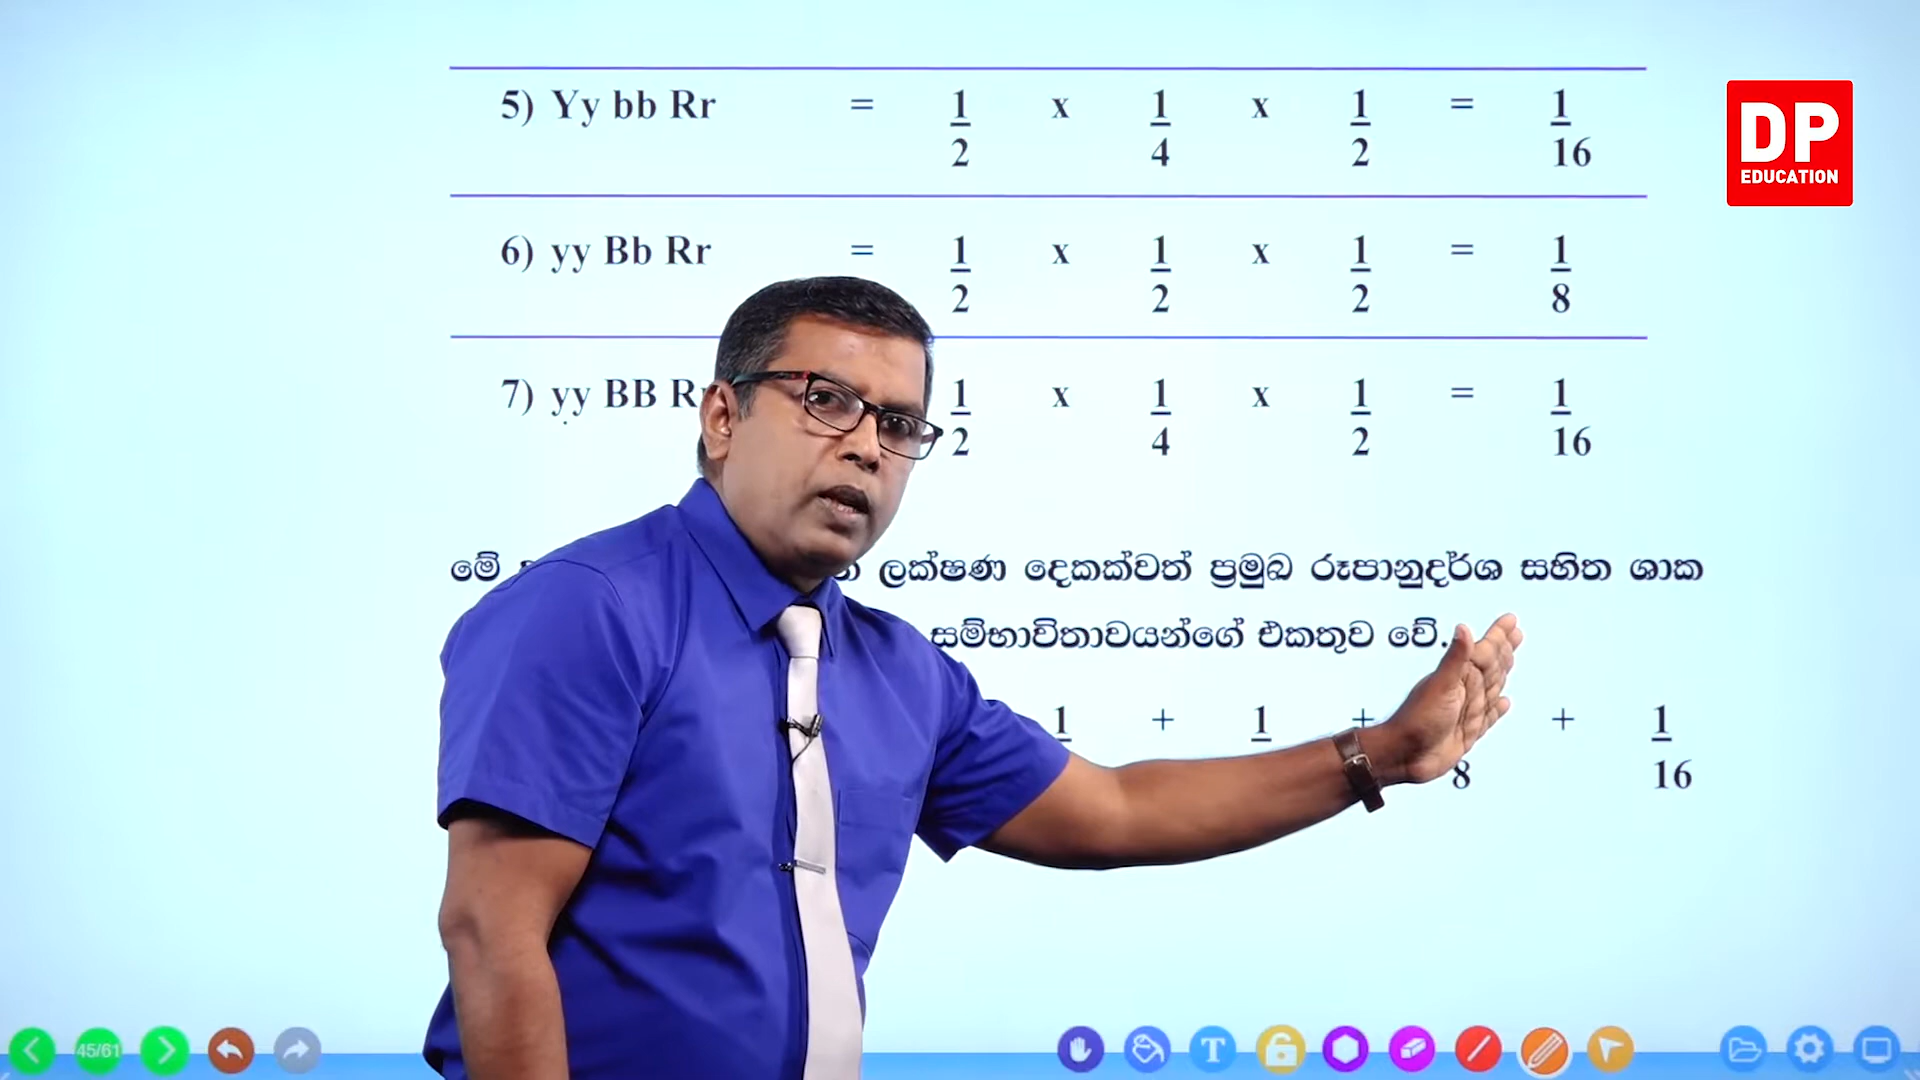 5) Yy bb Rr = 1/2 x 1/4 x 1/2 = 1/16
DP
EDUCATION
6) yy Bb Rr = 1/2 x 1/2 x 1/2 = 1/8
7) yy BB 1/2 x 1/4 x 1/2 = 1/16
මේ ලක්ෂණ දෙකක්වත් ප්‍රමුඛ රූපානුදර්ශ සහිත ශාක
සම්භාවිතාවයන්ගේ එකතුව වේ.
1 + 1 + 8 + 1/16
45/61
T